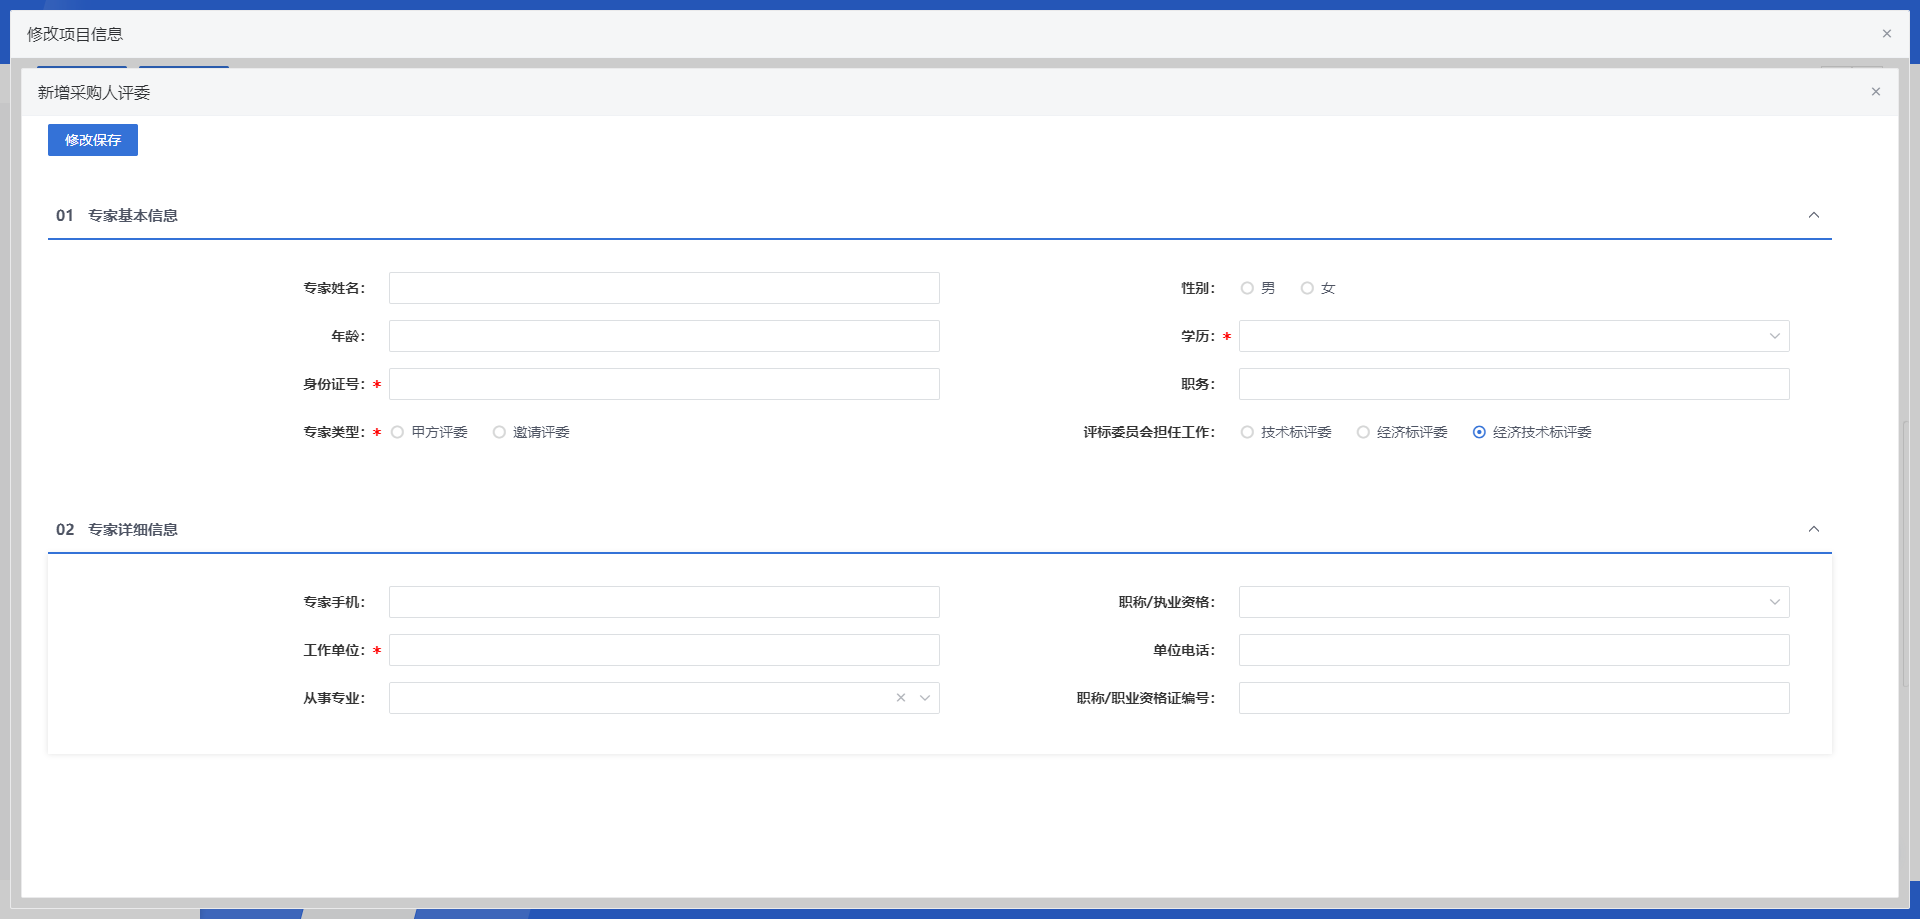 修改项目信息
新增采购人评委
修改保存
01 专家基本信息
专家姓名：
性别： 男 女
年龄：
学历： *
身份证号： *
职务：
专家类型： * 甲方评委 邀请评委
评标委员会担任工作： 技术标评委 经济标评委 经济技术标评委
02 专家详细信息
专家手机：
职称/执业资格：
工作单位： *
单位电话：
从事专业：
职称/职业资格证编号：